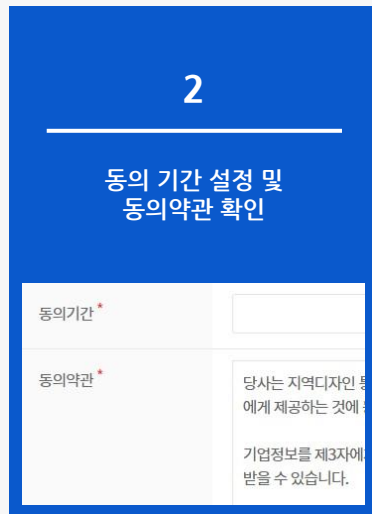 2
동의 기간 설정 및
동의약관 확인
동의기간 *
동의약관 *
당사는 지역디자인
에게 제공하는 것에
기업정보를 제3자에
받을 수 있습니다.